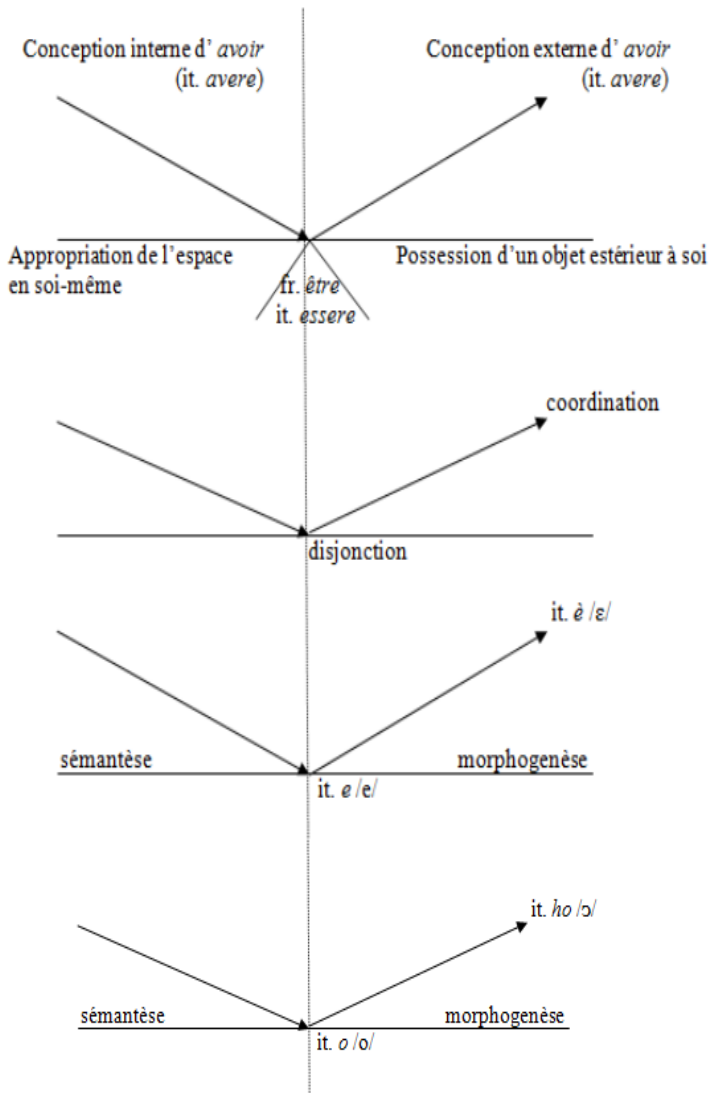 Conception interne d' avoir
(it. avere)
Conception externe d' avoir
(it. avere)
Appropriation de l'espace
en soi-même
Possession d'un objet estérieur à soi
fr. être
it. essere
coordination
disjonction
it. è /ε/
sémantèse
morphogenèse
it. e /e/
it. ho /ɔ/
sémantèse
morphogenèse
it. o /o/